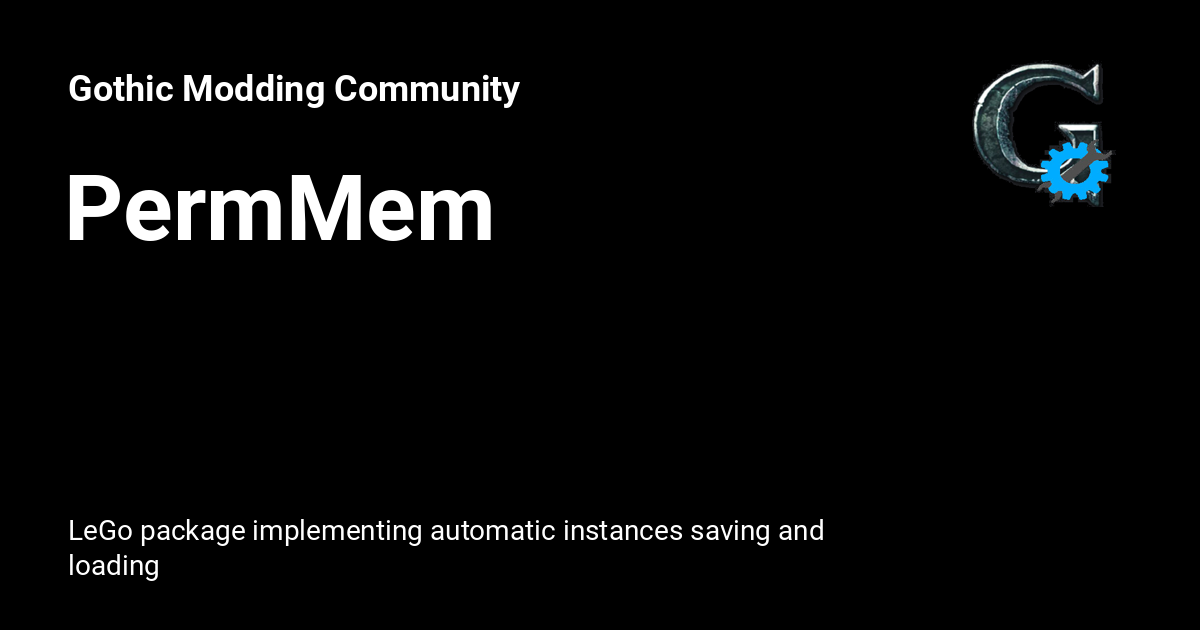 Gothic Modding Community
PermMem
LeGo package implementing automatic instances saving and
loading